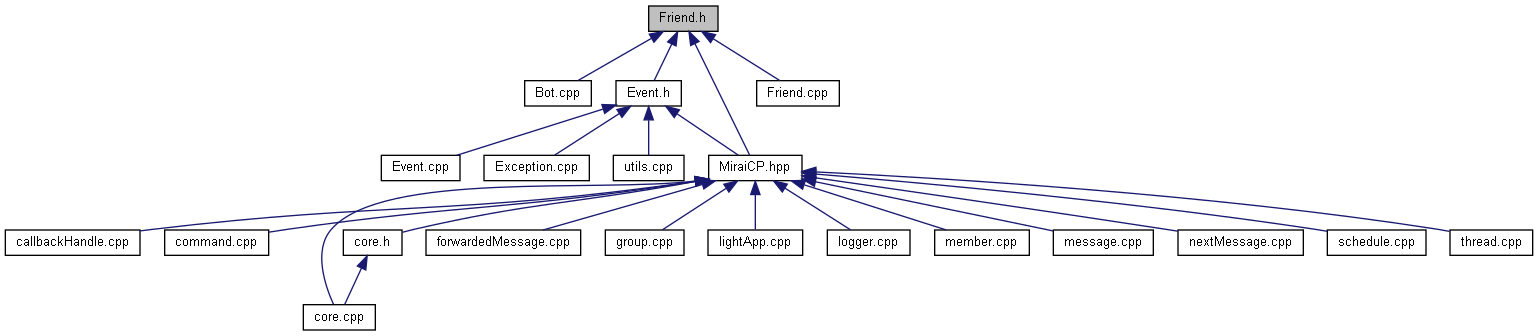 Friend.h
Bot.cpp
Event.h
Friend.cpp
Event.cpp
Exception.cpp
utils.cpp
MiraiCP.hpp
callbackHandle.cpp
command.cpp
core.h
forwardedMessage.cpp
group.cpp
lightApp.cpp
logger.cpp
member.cpp
message.cpp
nextMessage.cpp
schedule.cpp
thread.cpp
core.cpp